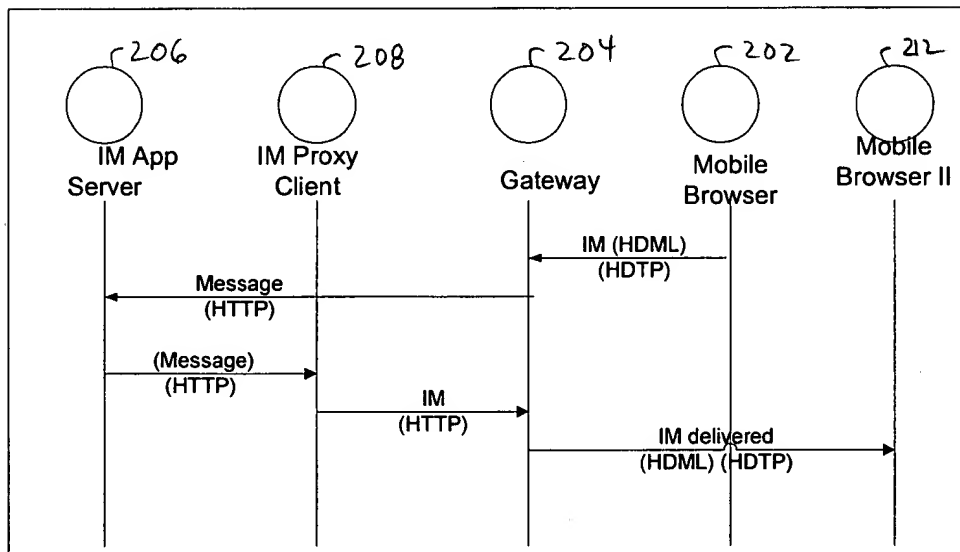 206
208
204
202
212
IM App
Server
IM Proxy
Client
Gateway
Mobile
Browser
Mobile
Browser II
IM (HDML)
(HDTP)
Message
(HTTP)
(Message)
(HTTP)
IM
(HTTP)
IM delivered
(HDML) (HDTP)